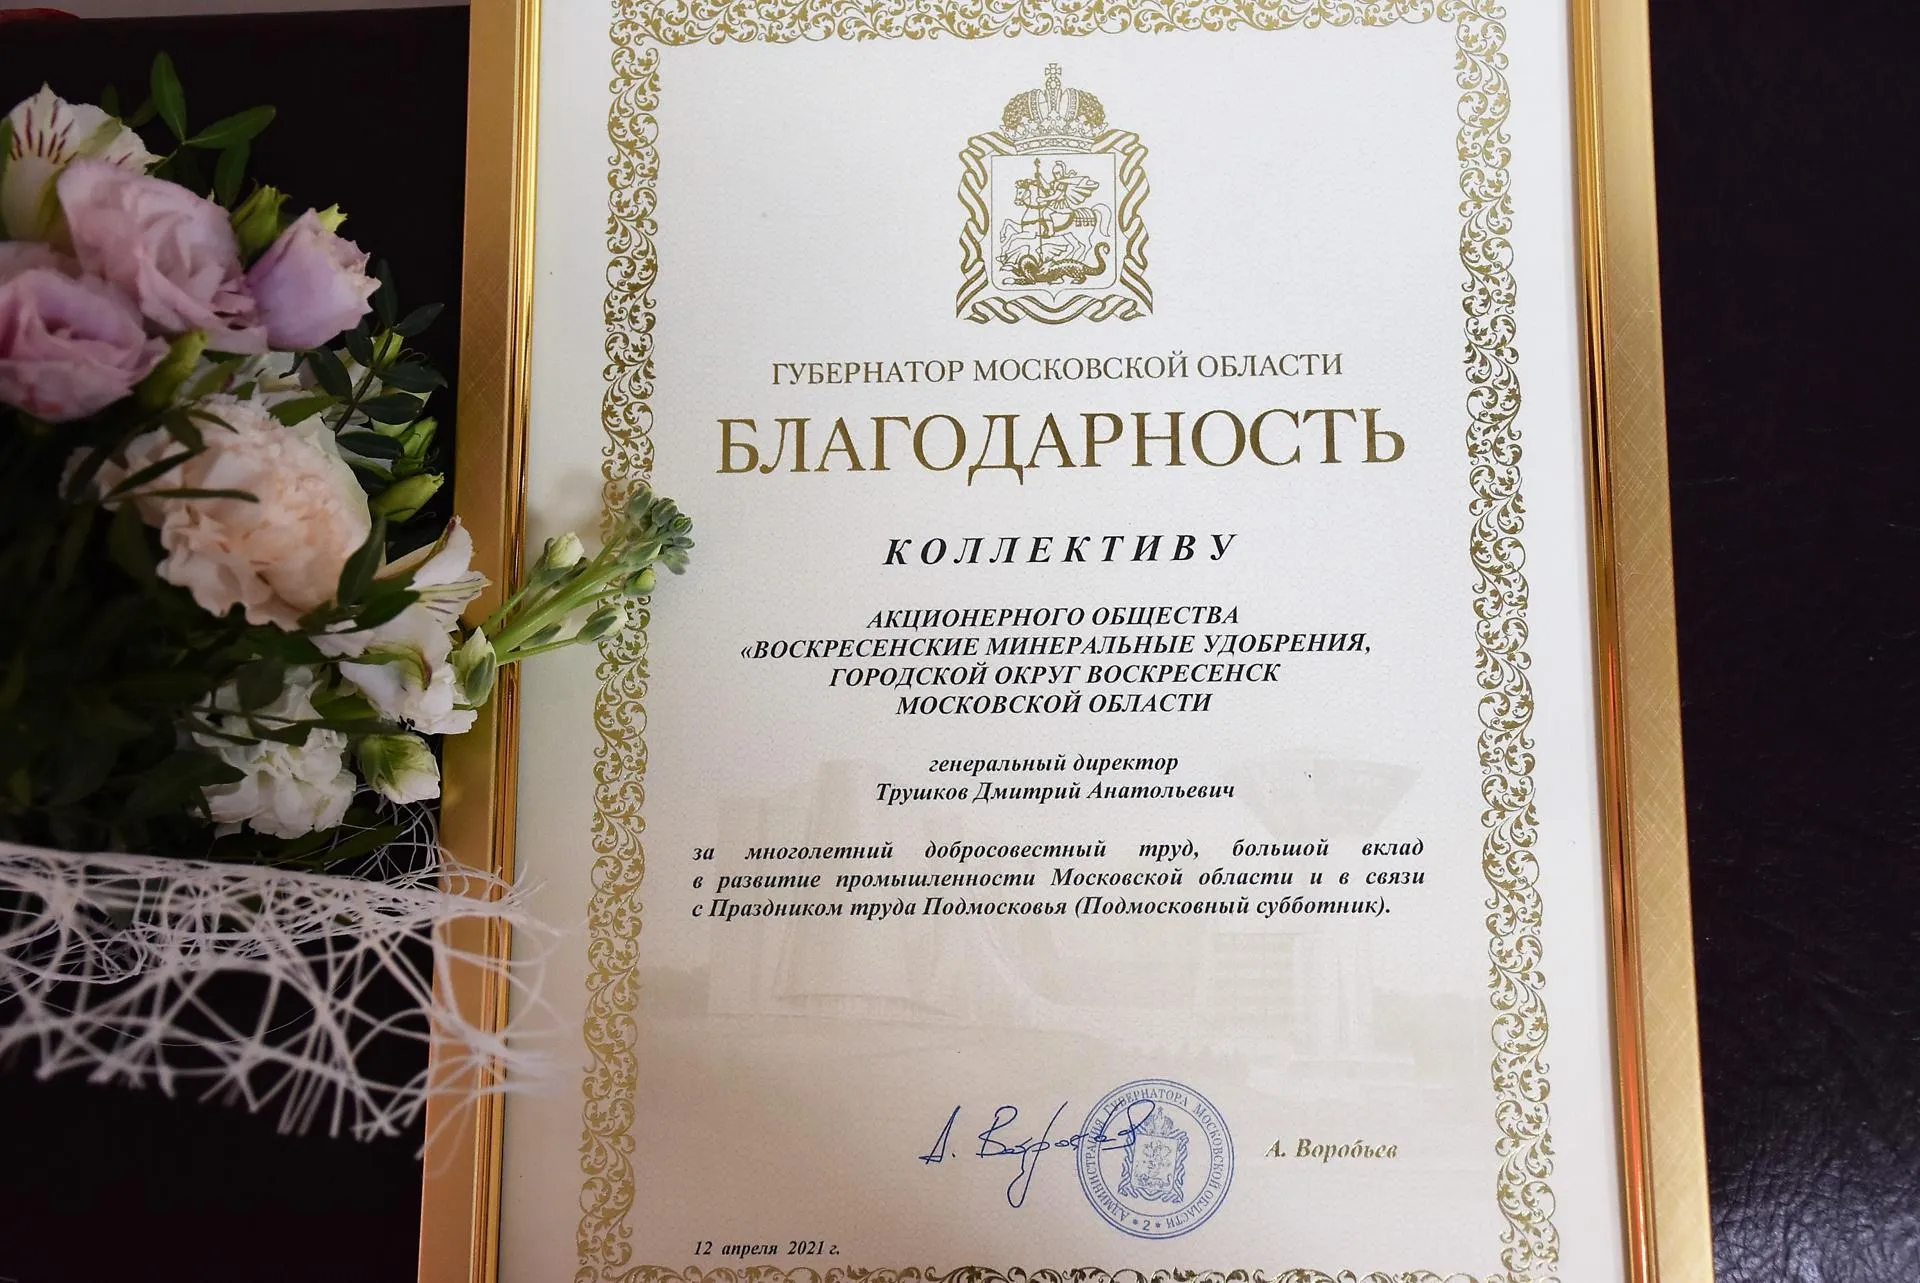 ГУБЕРНАТОР МОСКОВСКОЙ ОБЛАСТИ
БЛАГОДАРНОСТЬ
КОЛЛЕКТИВУ
АКЦИОНЕРНОГО ОБЩЕСТВА
«ВОСКРЕСЕНСКИЕ МИНЕРАЛЬНЫЕ УДОБРЕНИЯ,
ГОРОДСКОЙ ОКРУГ ВОСКРЕСЕНСК
МОСКОВСКОЙ ОБЛАСТИ
генеральный директор
Трушков Дмитрий Анатольевич
за многолетний добросовестный труд, большой вклад
в развитие промышленности Московской области и в связи
с Праздником труда Подмосковья (Подмосковный субботник).
А. Воробьев
АДМИНИСТРАЦИЯ ГУБЕРНАТОРА МОСКОВСКОЙ ОБЛАСТИ * 2 *
А. Воробьев
12 апреля 2021 г.